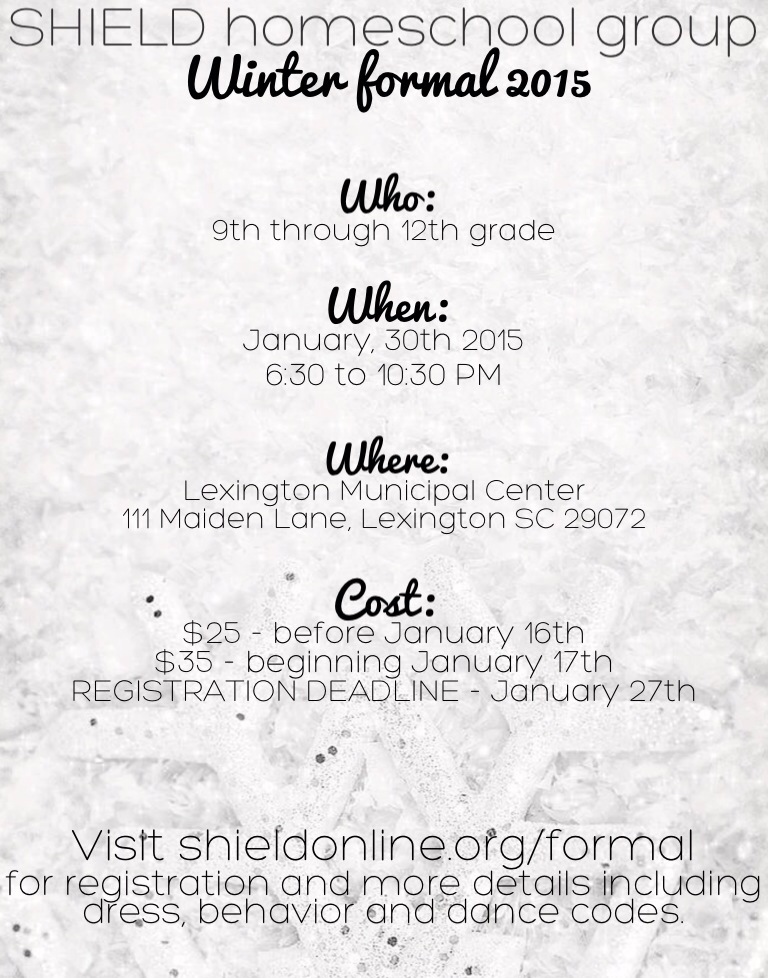 SHIELD homeschool group
Winter formal 2015
Who:
9th through 12th grade
When:
January, 30th 2015
6:30 to 10:30 PM
Where:
Lexington Municipal Center
111 Maiden Lane, Lexington SC 29072
Cost:
$25 - before January 16th
$35 - beginning January 17th
REGISTRATION DEADLINE - January 27th
Visit shieldonline.org/formal
for registration and more details including
dress, behavior and dance codes.